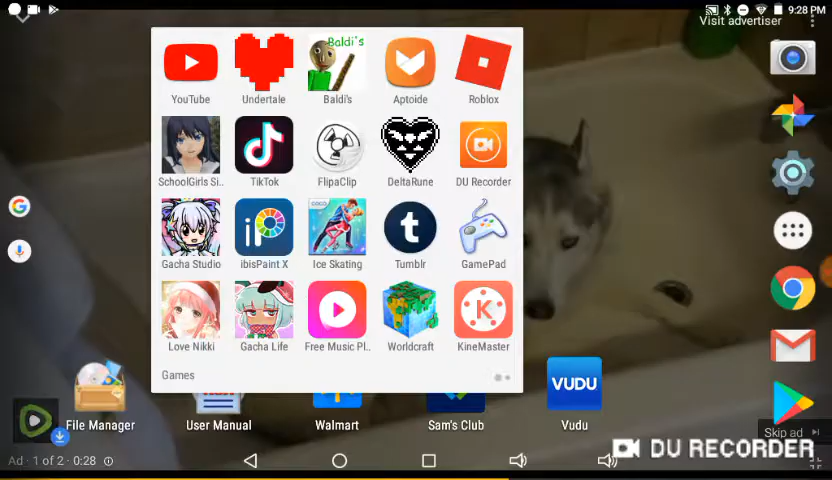 9:28 PM
Visit advertiser
Baldi's
YouTube
Undertale
Baldi's
Aptoide
Roblox
SchoolGirls Si..
TikTok
FlipaClip
DeltaRune
DU Recorder
iP
COCO
Gacha Studio
ibisPaint X
Ice Skating
Tumblr
GamePad
Love Nikki
Gacha Life
Free Music Pl..
Worldcraft
KineMaster
Games
VUDU
File Manager
User Manual
Walmart
Sam's Club
Vudu
Skip ad
DU RECORDER
Ad · 1 of 2 · 0:28